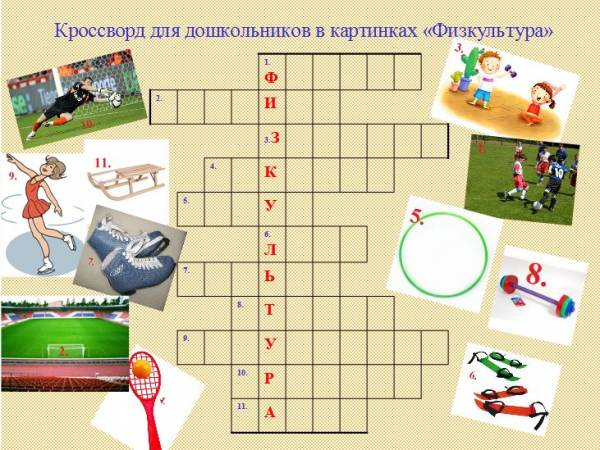 Кроссворд для дошкольников в картинках «Физкультура»
1.
Ф
2.
И
3.
З
4.
К
5.
У
6.
Л
7.
Ь
8.
Т
9.
У
10.
Р
11.
А
10.
9.
11.
7.
2.
3.
1.
5.
8.
6.